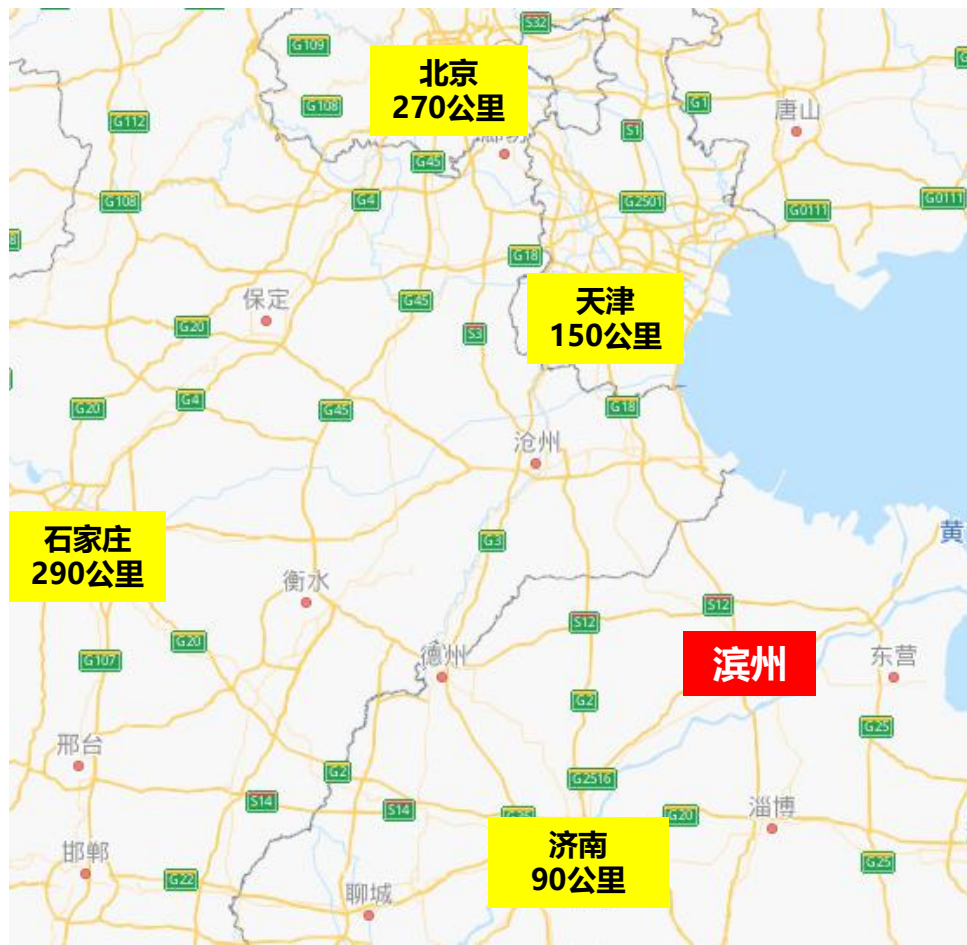 S32
G109
北京
270公里
G108
G1
唐山
G112
S1
G45
G108
G4
G2501
G0111
G0111
G18
天津
150公里
保定
G45
G20
S3
G4
G20
G45
G18
沧州
石家庄
290公里
G3
黄
衡水
S12
S12
G20
滨州
德州
东营
G107
G2
G25
邢台
G2
G2516
S14
S14
G20
淄博
济南
90公里
邯郸
G22
G25
聊城